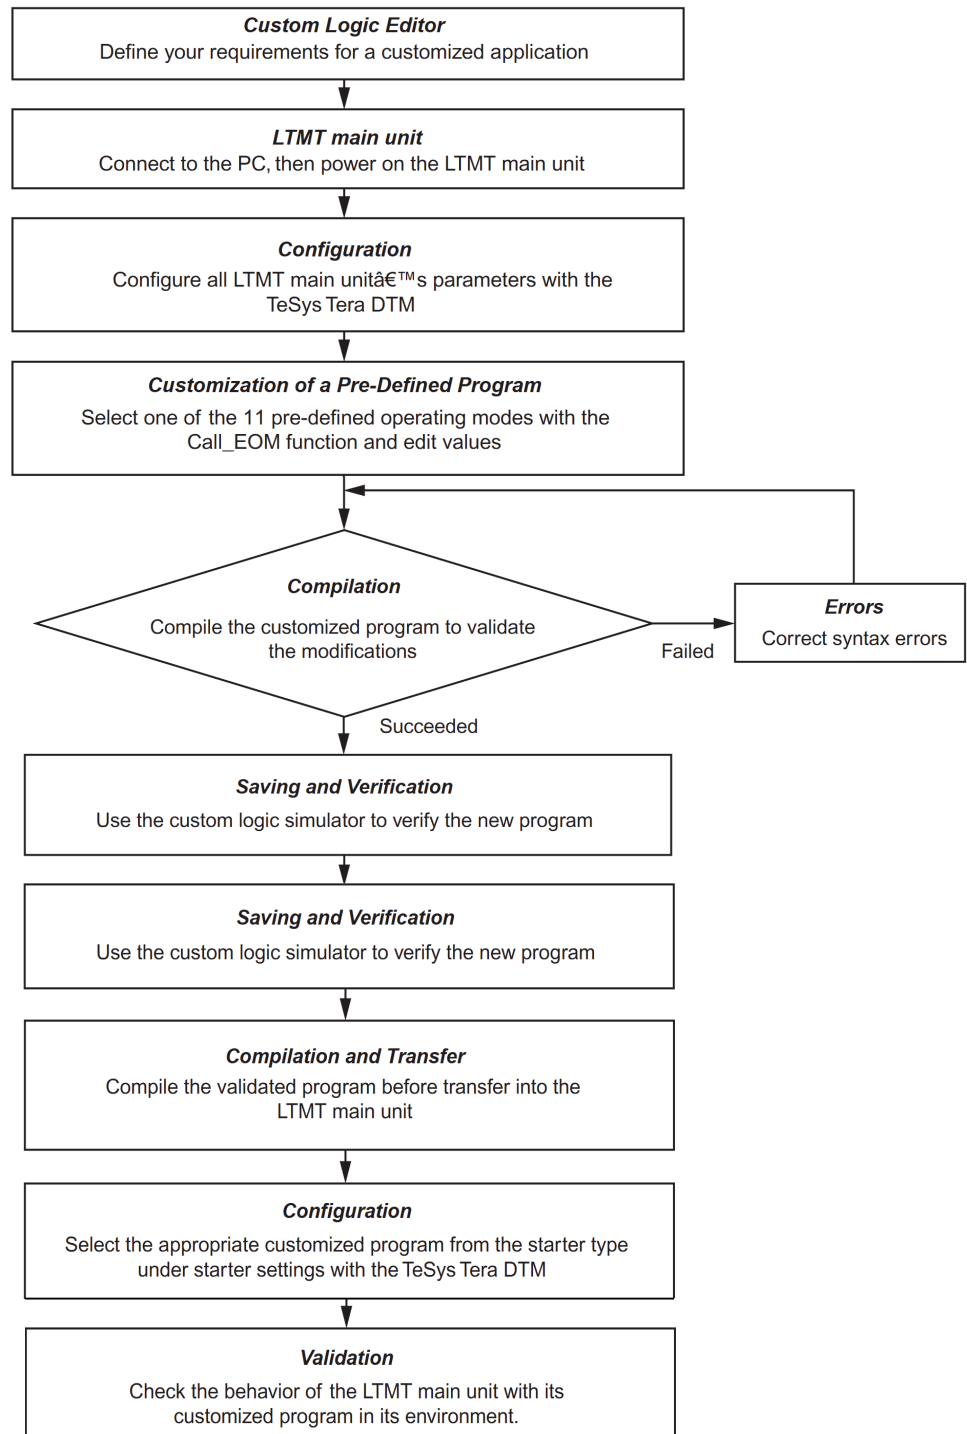 Custom Logic Editor
Define your requirements for a customized application
LTMT main unit
Connect to the PC, then power on the LTMT main unit
Configuration
Configure all LTMT main unitâ€™s parameters with the
TeSys Tera DTM
Customization of a Pre-Defined Program
Select one of the 11 pre-defined operating modes with the
Call_EOM function and edit values
Compilation
Compile the customized program to validate
the modifications
Failed
Errors
Correct syntax errors
Succeeded
Saving and Verification
Use the custom logic simulator to verify the new program
Saving and Verification
Use the custom logic simulator to verify the new program
Compilation and Transfer
Compile the validated program before transfer into the
LTMT main unit
Configuration
Select the appropriate customized program from the starter type
under starter settings with the TeSys Tera DTM
Validation
Check the behavior of the LTMT main unit with its
customized program in its environment.